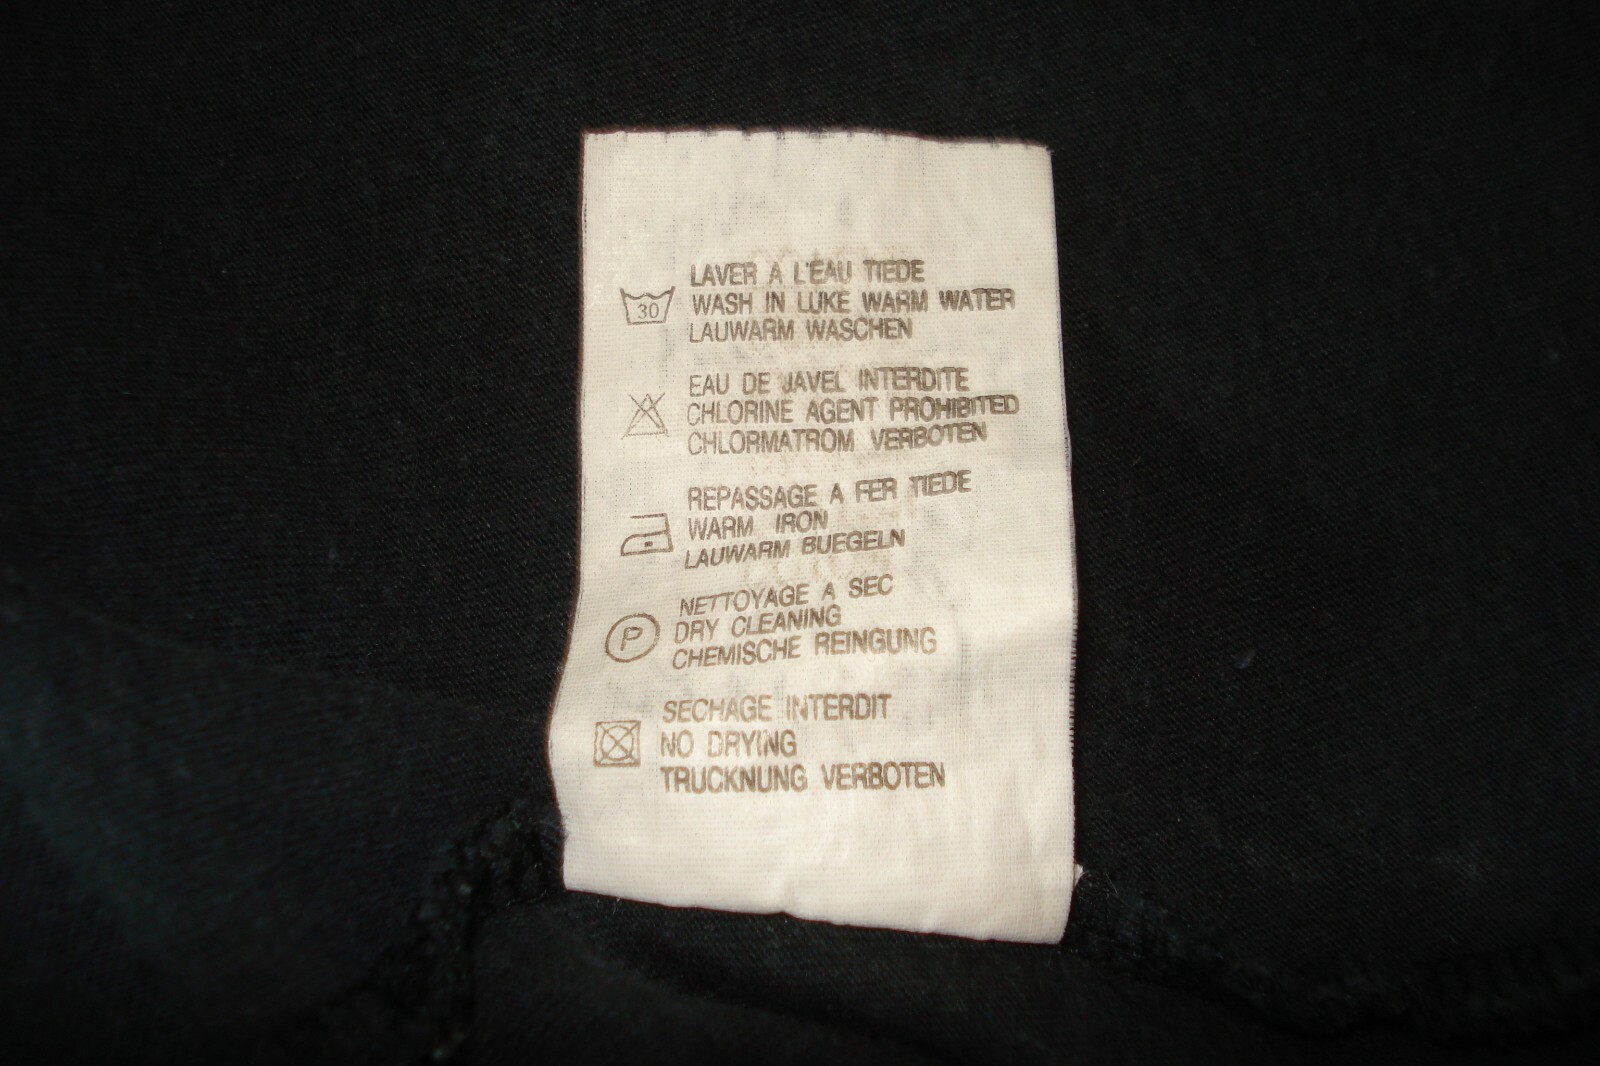 LAVER A L'EAU TIEDE
30 WASH IN LUKE WARM WATER
LAUWARM WASCHEN
EAU DE JAVEL INTERDITE
CHLORINE AGENT PROHIBITED
CHLORMATROM VERBOTEN
REPASSAGE A FER TIEDE
WARM IRON
LAUWARM BUEGELN
NETTOYAGE A SEC
P DRY CLEANING
CHEMISCHE REINGUNG
SECHAGE INTERDIT
NO DRYING
TRUCKNUNG VERBOTEN